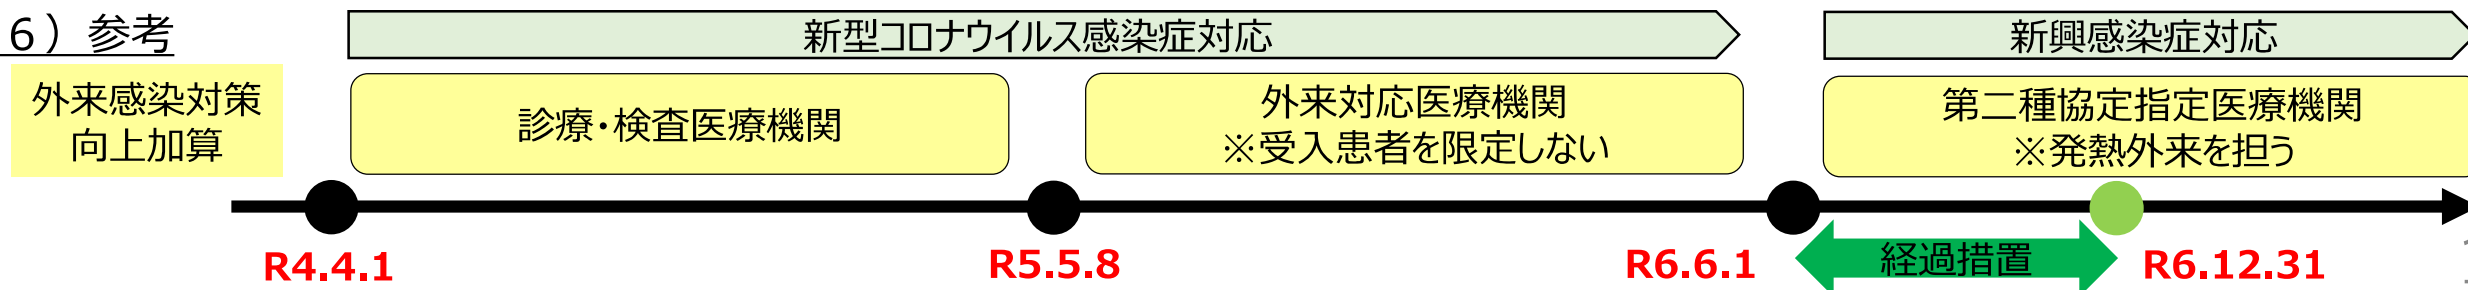 6）参考
新型コロナウイルス感染症対応
新興感染症対応
外来感染対策
向上加算
診療・検査医療機関
外来対応医療機関
※受入患者を限定しない
第二種協定指定医療機関
※発熱外来を担う
R4.4.1
R5.5.8
R6.6.1
経過措置
R6.12.31